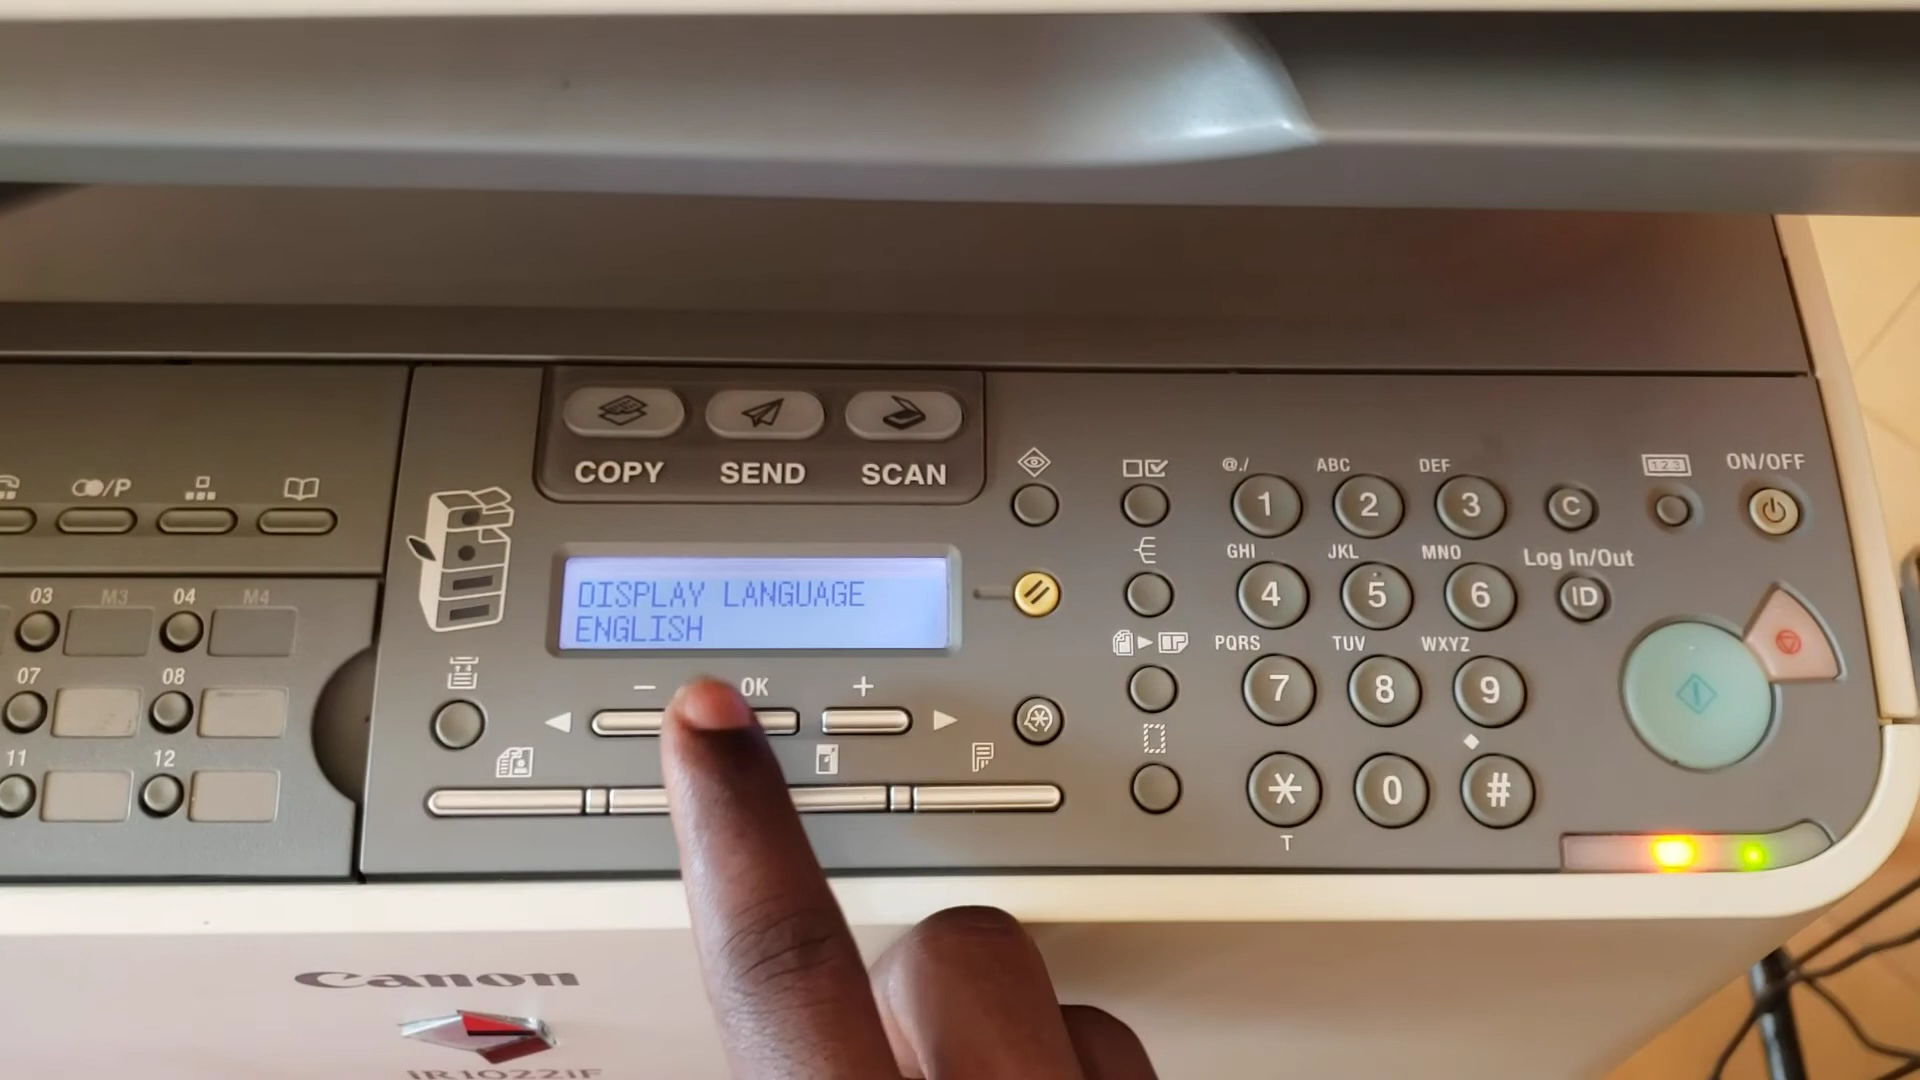 COPY SEND SCAN
DISPLAY LANGUAGE
ENGLISH
- OK +
/P
03 M3 04 M4
07 08
11 12
@./ ABC DEF
1 2 3 C
123 ON/OFF
GHI JKL MNO Log In/Out
4 5 6 ID
PQRS TUV WXYZ
7 8 9
* 0 #
T
Canon
iR1022iF